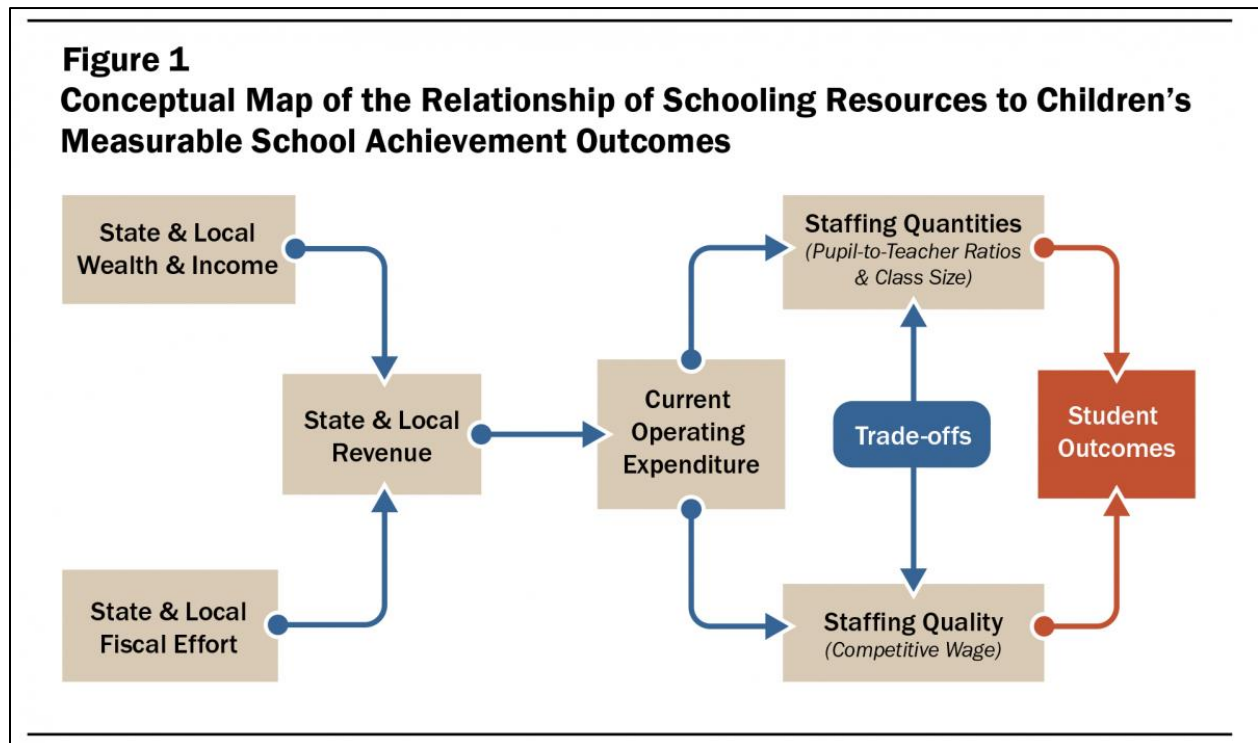 Figure 1
Conceptual Map of the Relationship of Schooling Resources to Children’s
Measurable School Achievement Outcomes
State & Local
Wealth & Income
State & Local
Revenue
State & Local
Fiscal Effort
Current
Operating
Expenditure
Staffing Quantities
(Pupil-to-Teacher Ratios
& Class Size)
Trade-offs
Staffing Quality
(Competitive Wage)
Student
Outcomes